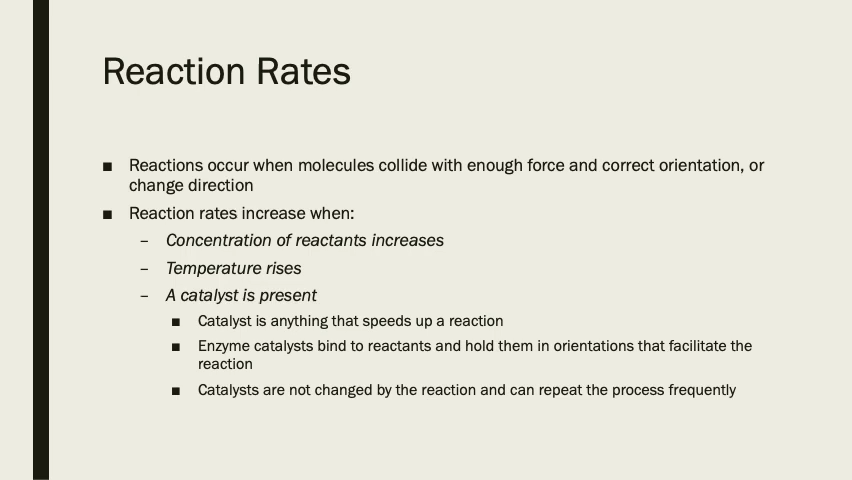 Reaction Rates
■ Reactions occur when molecules collide with enough force and correct orientation, or
change direction
■ Reaction rates increase when:
– Concentration of reactants increases
– Temperature rises
– A catalyst is present
■ Catalyst is anything that speeds up a reaction
■ Enzyme catalysts bind to reactants and hold them in orientations that facilitate the
reaction
■ Catalysts are not changed by the reaction and can repeat the process frequently